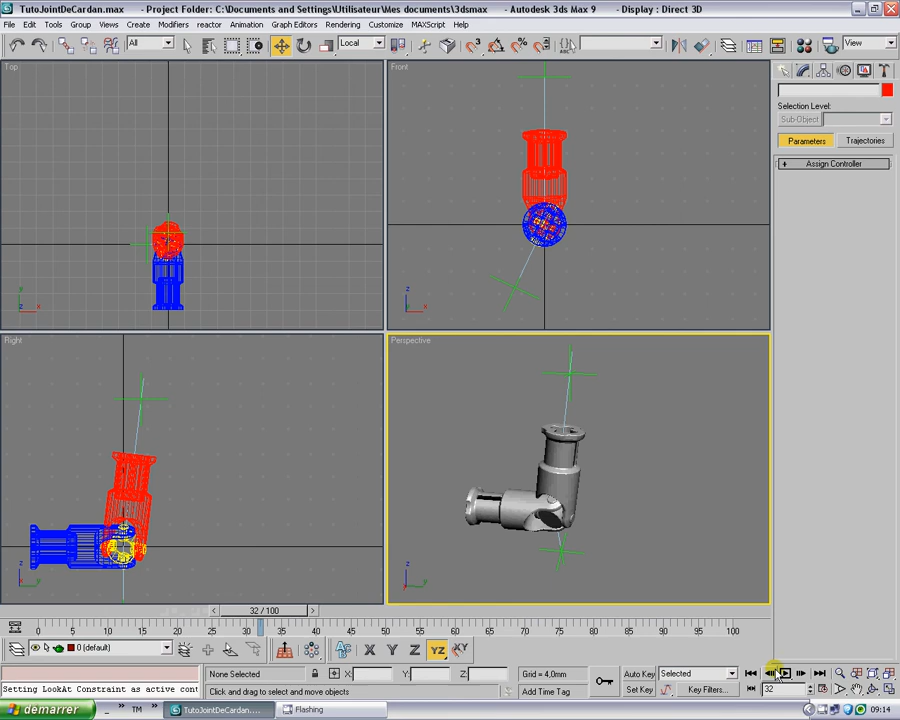 TutoJointDeCardan.max - Project Folder: C:\Documents and Settings\Utilisateur\Mes documents\3dsmax - Autodesk 3ds Max 9 - Display : Direct 3D
File Edit Tools Group Views Create Modifiers reactor Animation Graph Editors Rendering Customize MAXScript Help
All Local View
Top Front
Selection Level:
Sub-Object
Parameters Trajectories
+ Assign Controller
z y x
z x
Right Perspective
z y
z y
32 / 100
0 5 10 15 20 25 30 35 40 45 50 55 60 65 70 75 80 85 90 95 100
0 (default) X Y Z YZ XY
None Selected X: Y: Z: Grid = 4,0mm Auto Key Selected
Setting LookAt Constraint as active cont Click and drag to select and move objects Add Time Tag Set Key Key Filters... 32
démarrer TM TutoJointDeCardan.... Flashing 09:14